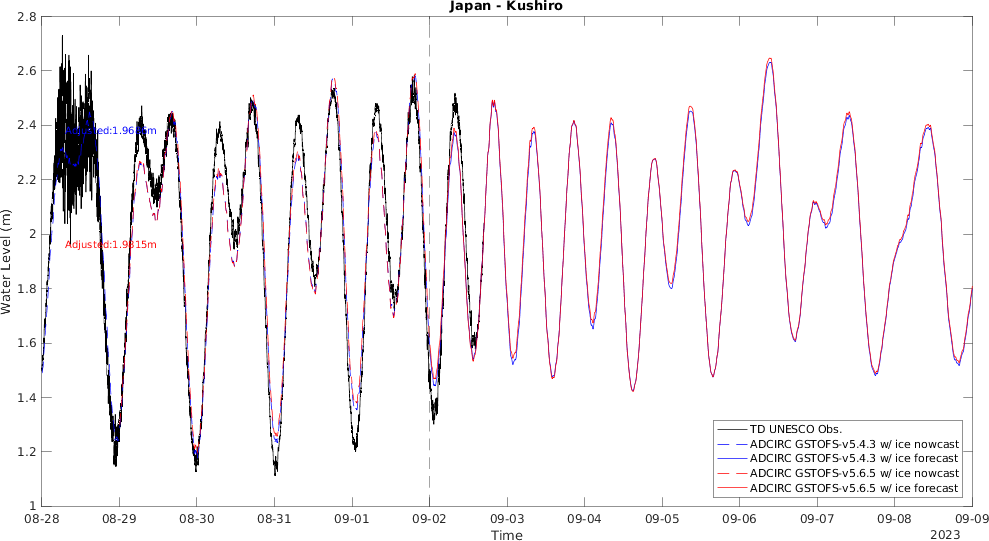 Japan - Kushiro
Water Level (m)
2.8
2.6
2.4
2.2
2
1.8
1.6
1.4
1.2
1
Adjusted:1.9815m
TD UNESCO Obs.
ADCIRC GSTOFS-v5.4.3 w/ ice nowcast
ADCIRC GSTOFS-v5.4.3 w/ ice forecast
ADCIRC GSTOFS-v5.6.5 w/ ice nowcast
ADCIRC GSTOFS-v5.6.5 w/ ice forecast
08-28 08-29 08-30 08-31 09-01 09-02 09-03 09-04 09-05 09-06 09-07 09-08 09-09
Time
2023